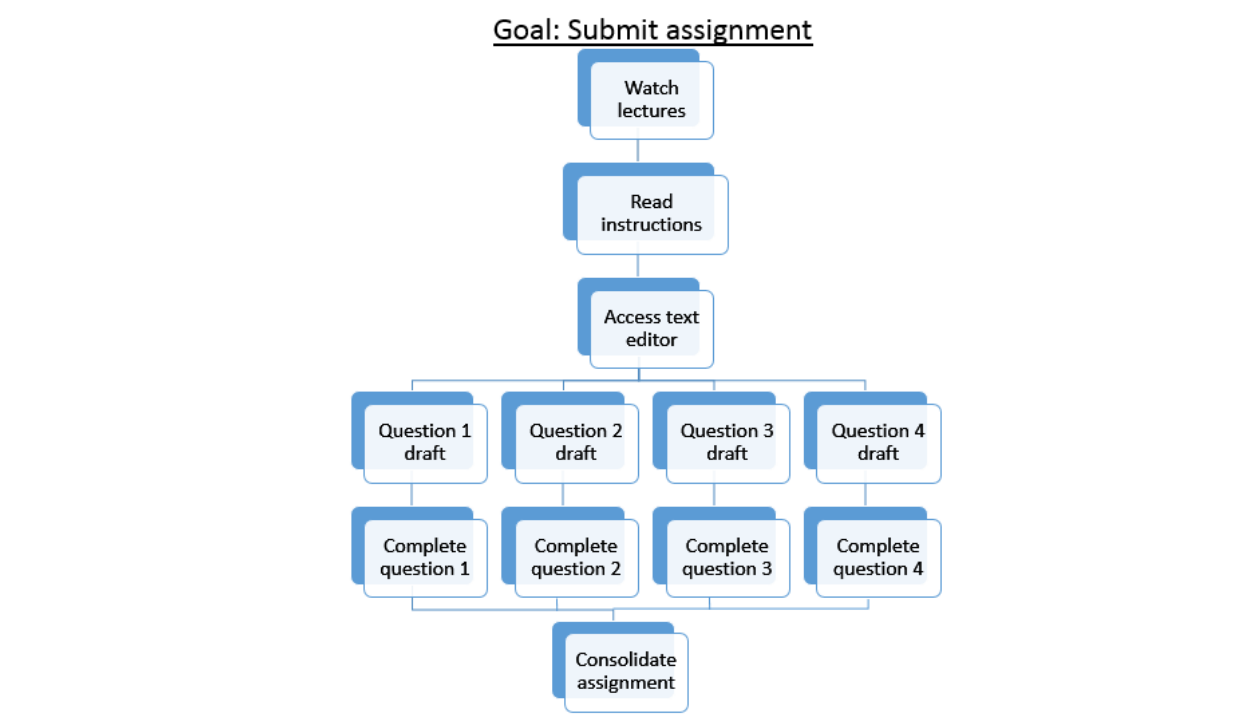 Goal: Submit assignment
Watch
lectures
Read
instructions
Access text
editor
Question 1
draft
Question 2
draft
Question 3
draft
Question 4
draft
Complete
question 1
Complete
question 2
Complete
question 3
Complete
question 4
Consolidate
assignment